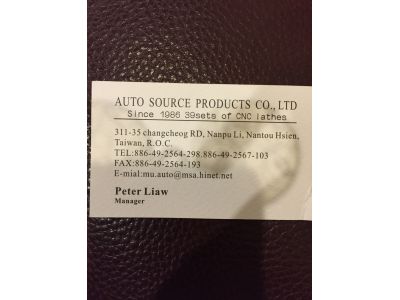 AUTO SOURCE PRODUCTS CO., LTD
Since 1986 39sets of CNC lathes
311-35 changcheog RD, Nanpu Li, Nantou Hsien,
Taiwan, R.O.C.
TEL:886-49-2564-298.886-49-2567-103
FAX:886-49-2564-193
E-mial:mu.auto@msa.hinet.net
Peter Liaw
Manager